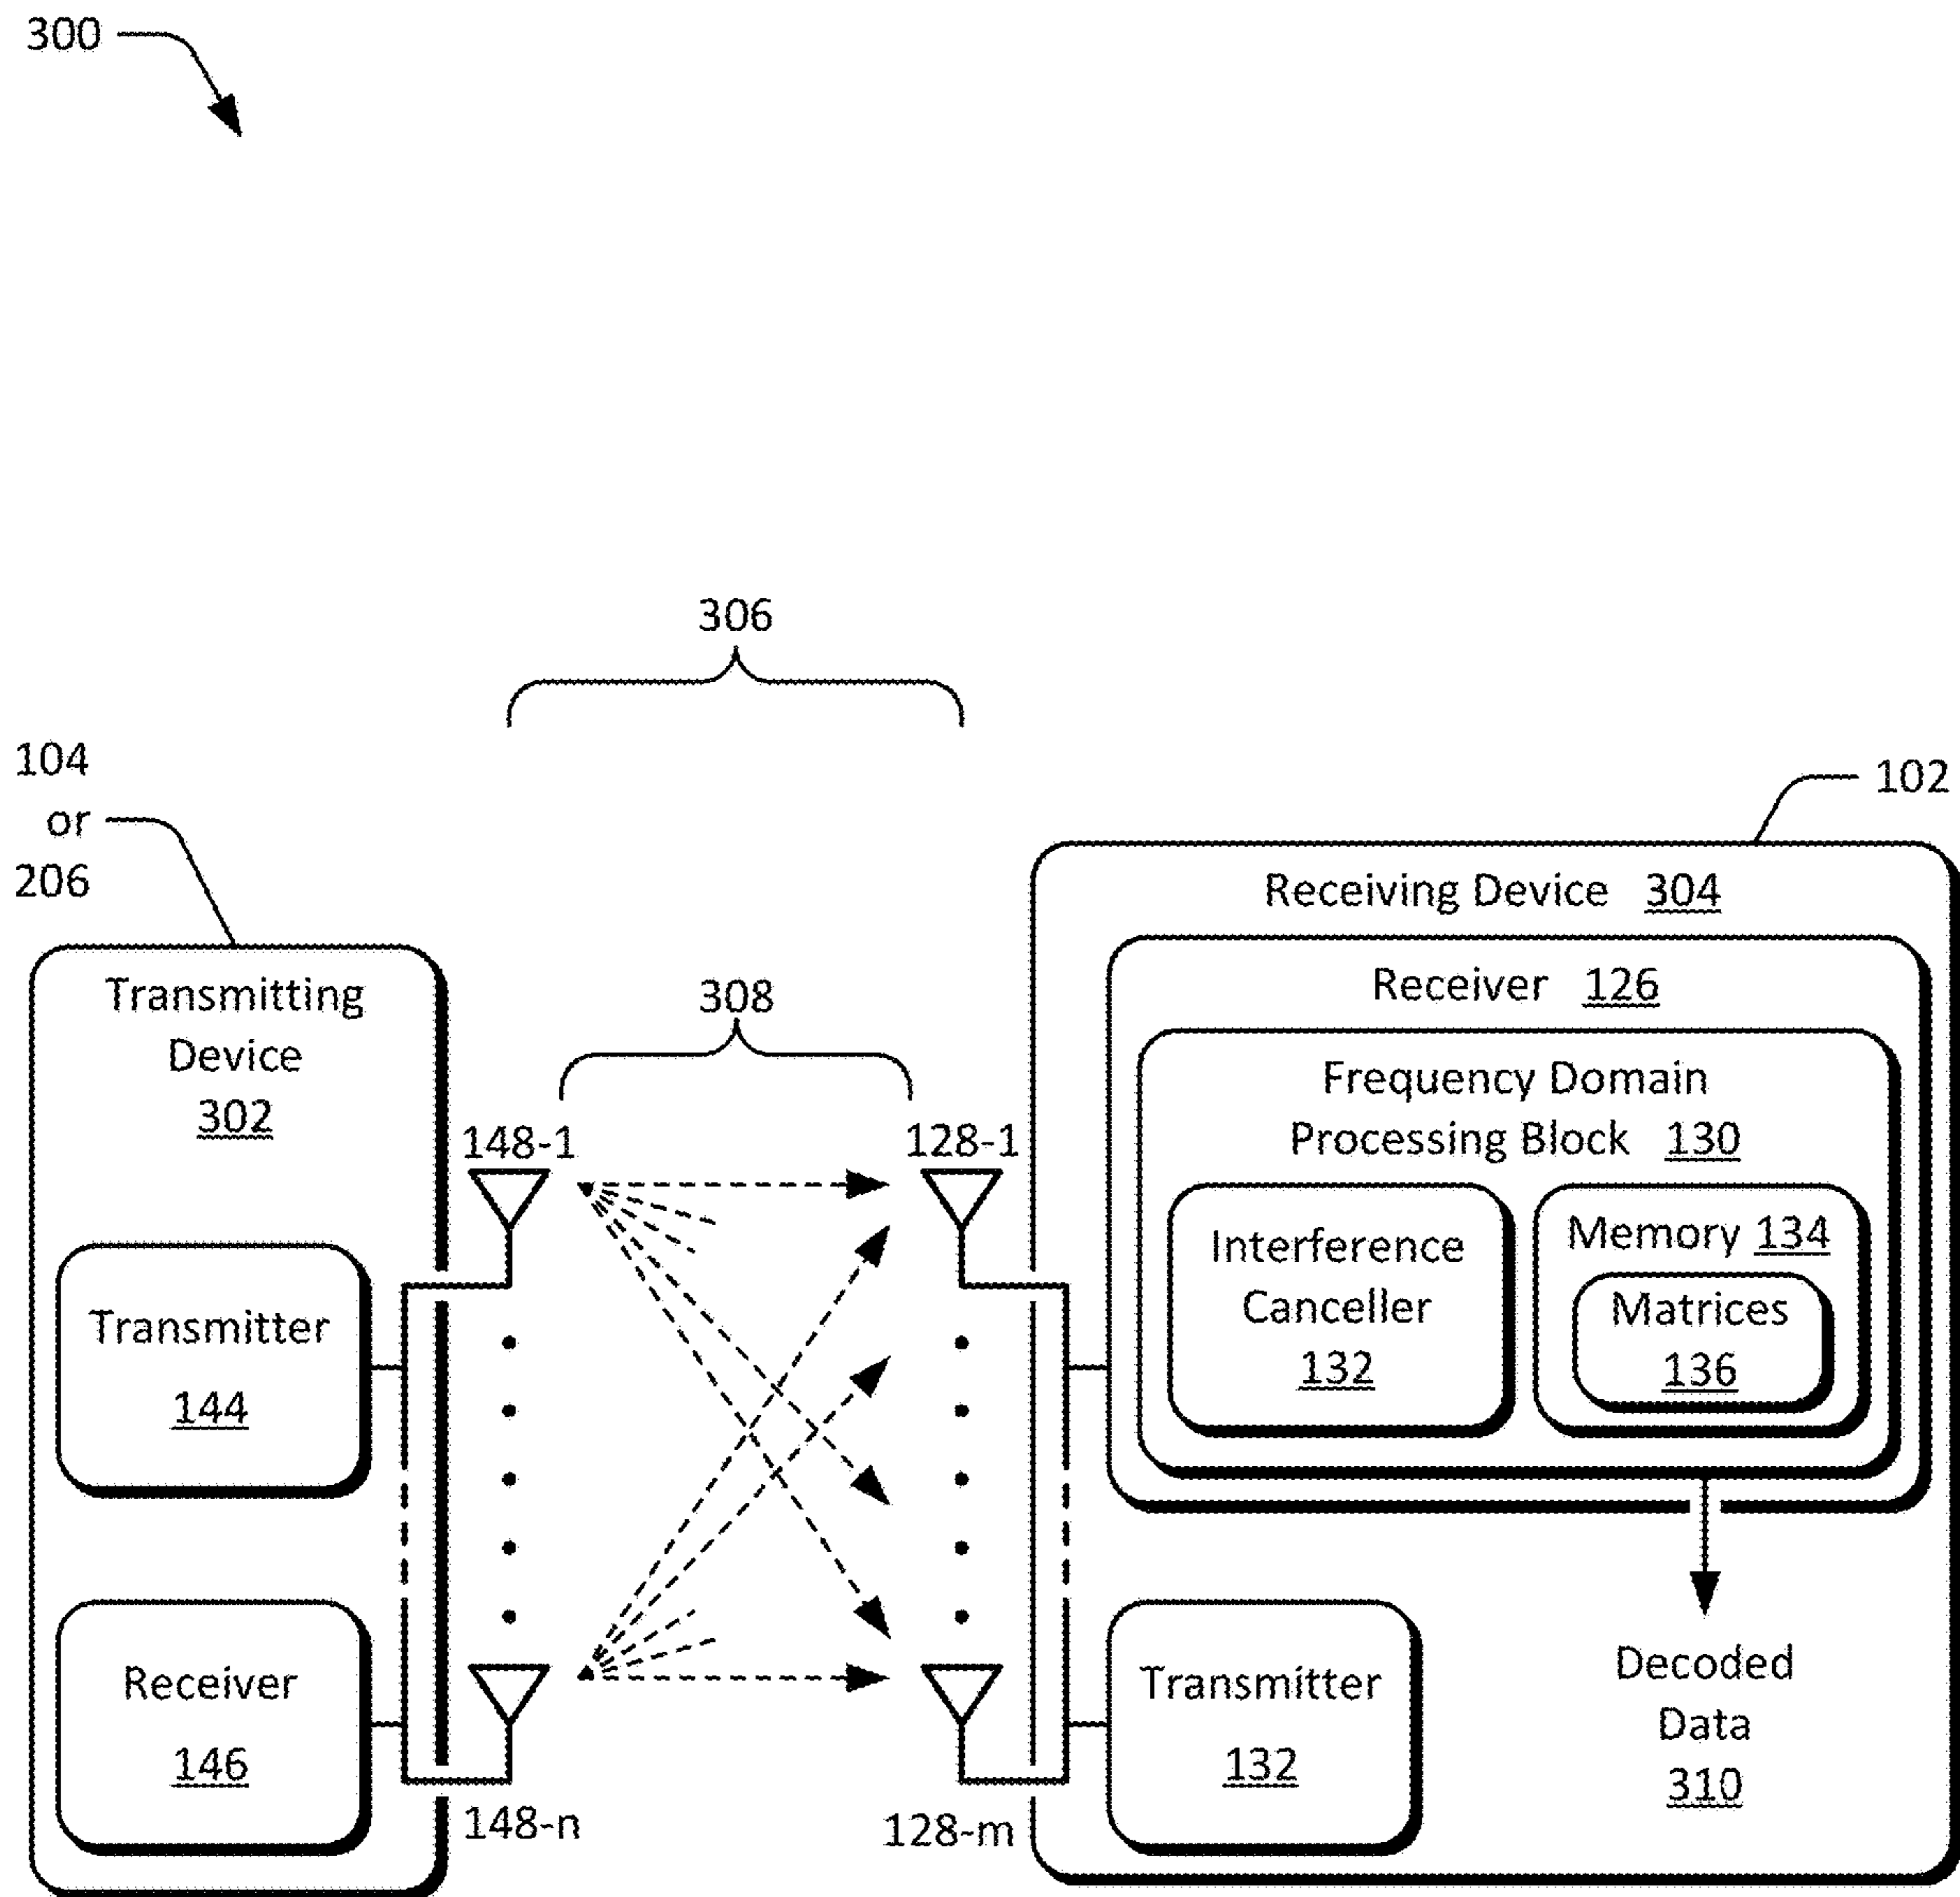 300
306
104
or
206
102
Transmitting
Device
302
308
Receiving Device 304
Receiver 126
Frequency Domain
Processing Block 130
148-1
128-1
Interference
Canceller
132
Memory 134
Matrices
136
Transmitter
144
Receiver
146
148-n
128-m
Transmitter
132
Decoded
Data
310